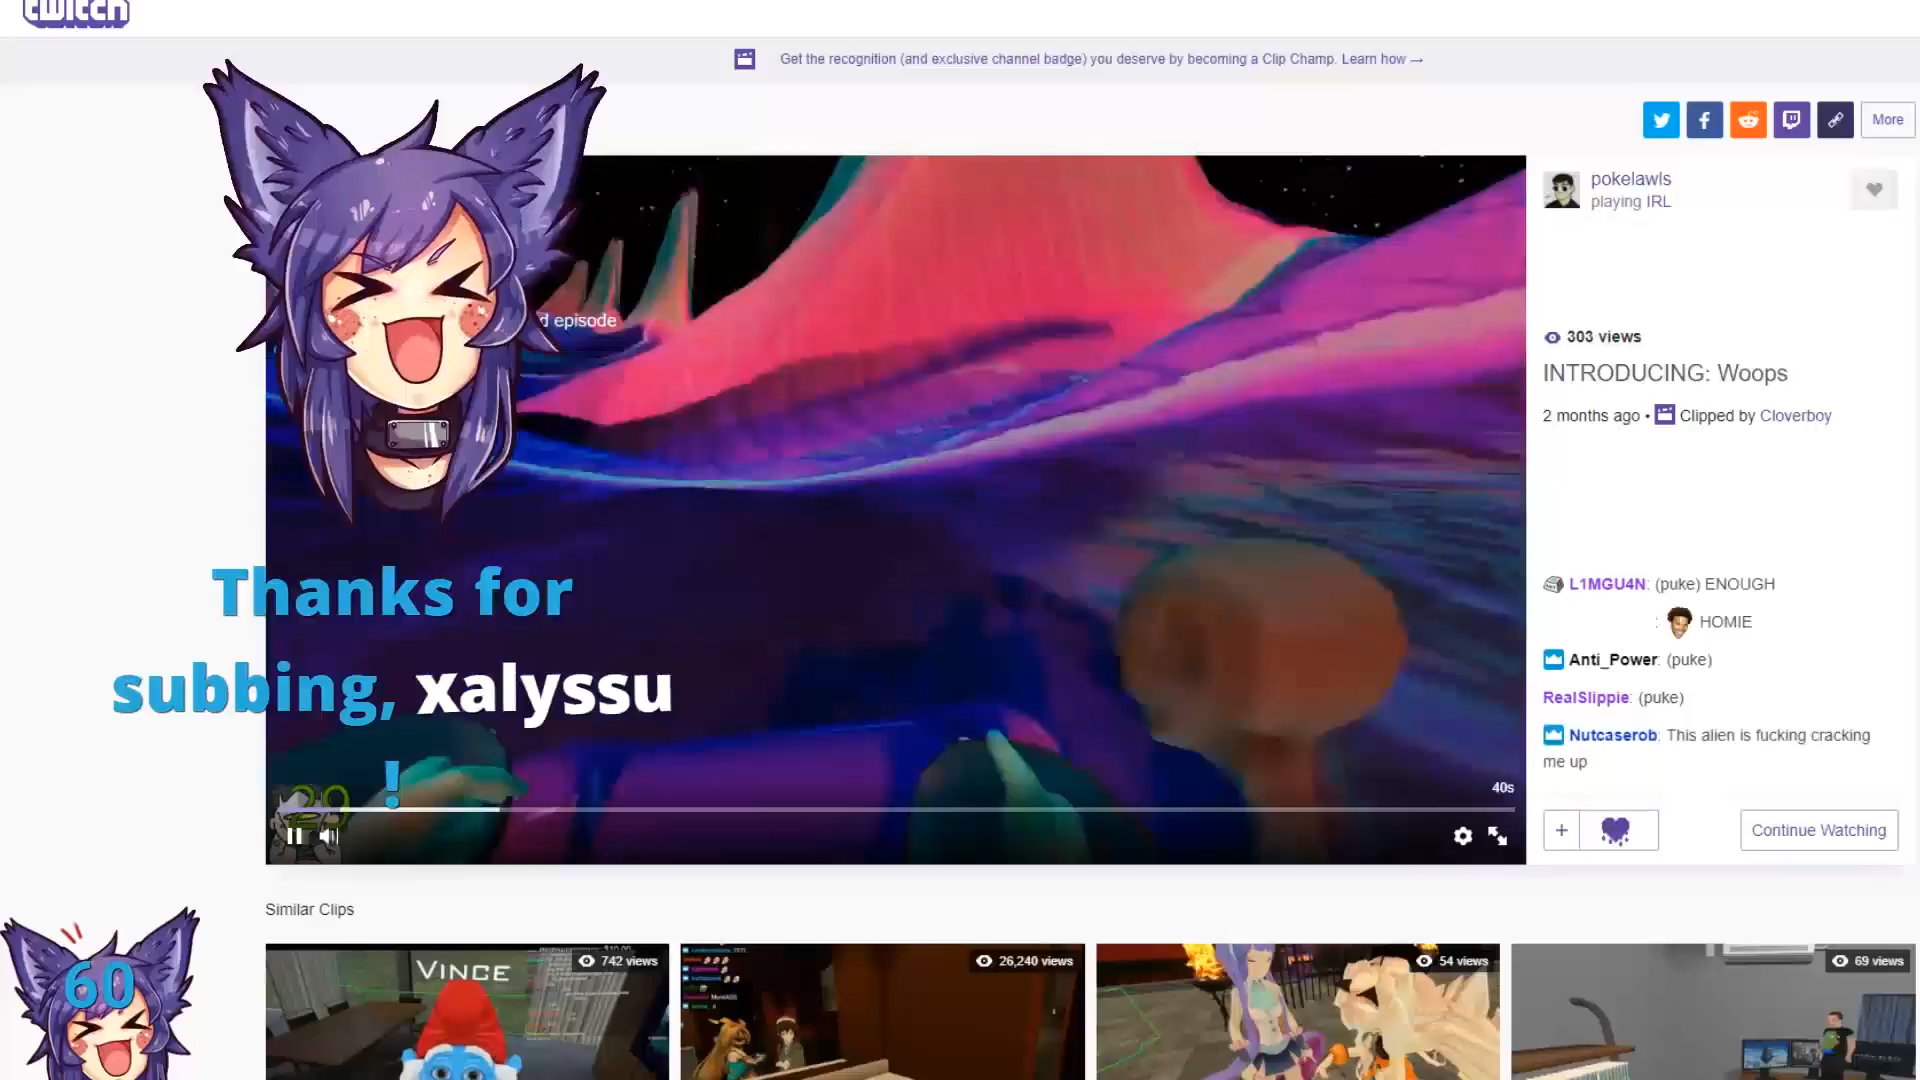 twitch
Get the recognition (and exclusive channel badge) you deserve by becoming a Clip Champ. Learn how →
More
pokelawls
playing IRL
d episode
303 views
INTRODUCING: Woops
2 months ago • Clipped by Cloverboy
Thanks for
subbing, xalyssu
!
L1MGU4N: (puke) ENOUGH
: HOMIE
Anti_Power: (puke)
RealSlippie: (puke)
Nutcaserob: This alien is fucking cracking
me up
40s
29
+
Continue Watching
Similar Clips
60
VINCE
742 views
26,240 views
54 views
69 views